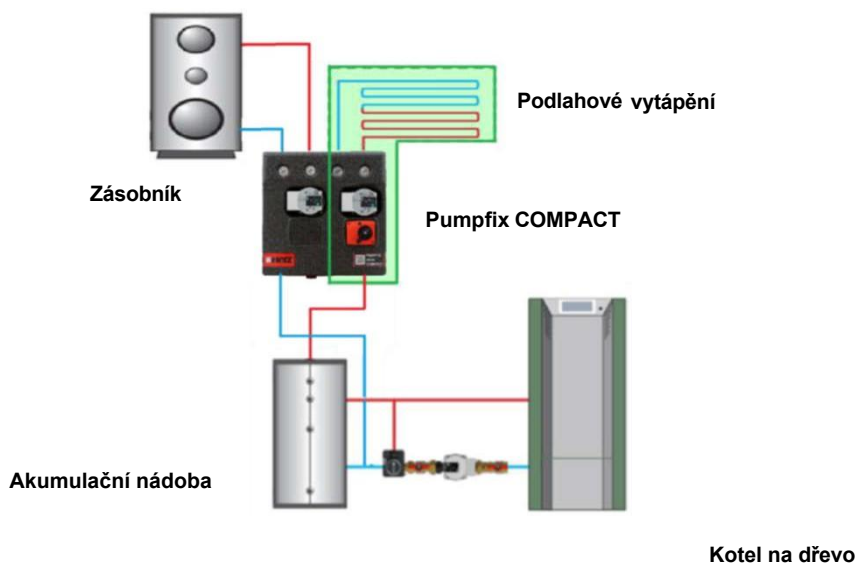 Podlahové vytápění
Zásobník
Pumpfix COMPACT
Akumulační nádoba
Kotel na dřevo